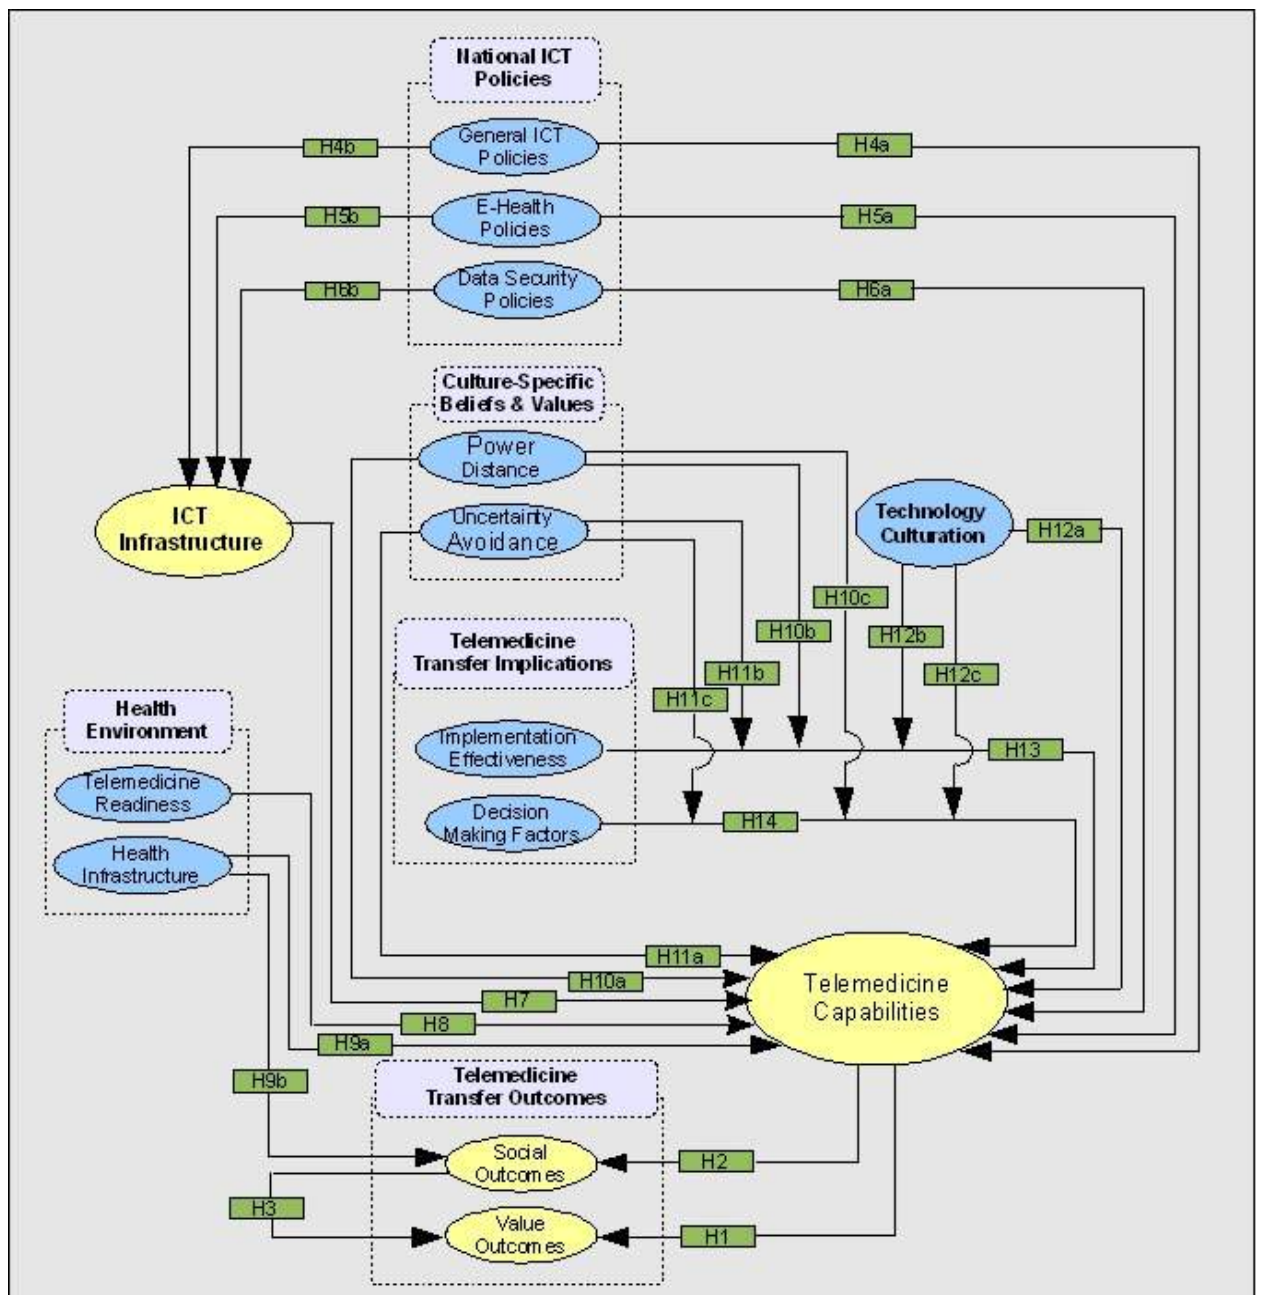 National ICT
Policies
General ICT
Policies
H4b
H4a
E-Health
Policies
H5b
H5a
Data Security
Policies
H6b
H6a
Culture-Specific
Beliefs & Values
Power
Distance
Uncertainty
Avoidance
ICT
Infrastructure
Technology
Culturation
H12a
H10c
H10b
H12b
H11b
H12c
H11c
Telemedicine
Transfer Implications
Implementation
Effectiveness
H13
Decision
Making Factors
H14
Health
Environment
Telemedicine
Readiness
Health
Infrastructure
H11a
H10a
H7
H8
H9a
H9b
Telemedicine
Capabilities
Telemedicine
Transfer Outcomes
Social
Outcomes
H2
H3
Value
Outcomes
H1